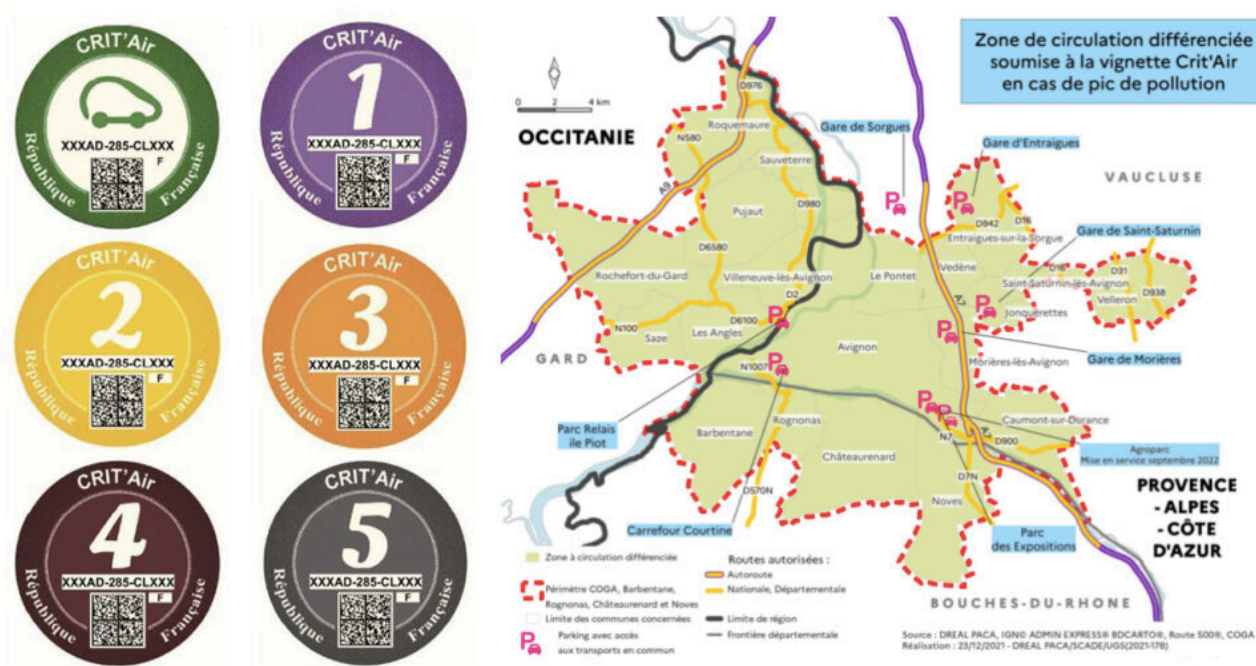 CRIT'Air
XXXAD-285-CLXXX
F
République Française
CRIT'Air
1
XXXAD-285-CLXXX
F
République Française
CRIT'Air
2
XXXAD-285-CLXXX
F
République Française
CRIT'Air
3
XXXAD-285-CLXXX
F
République Française
CRIT'Air
4
XXXAD-285-CLXXX
F
République Française
CRIT'Air
5
XXXAD-285-CLXXX
F
République Française
Zone de circulation différenciée
soumise à la vignette Crit'Air
en cas de pic de pollution
0 2 4 km
OCCITANIE
D976
Roquemaure
N580
Sauveterre
A9
Pujaut
D980
D6580
Rochefort-du-Gard
Villeneuve-lès-Avignon
D2
D6100
N100
Les Angles
Saze
GARD
Gare de Sorgues
P
Gare d'Entraigues
P
VAUCLUSE
D942
D16
Entraigues-sur-la-Sorgue
Gare de Saint-Saturnin
Vedène
Le Pontet
D16
D31
Saint-Saturnin-lès-Avignon
D938
Velleron
A7
P
Jonquerettes
P
P
Avignon
Gare de Morières
Morières-lès-Avignon
P
N1007
Parc Relais
ile Piot
Rognonas
Barbentane
P
P
Caumont-sur-Durance
A7
N7
D900
Agroparc
Mise en service septembre 2022
Châteaurenard
D7N
D570N
Noves
Carrefour Courtine
Parc
des Expositions
PROVENCE
- ALPES
- CÔTE
D'AZUR
BOUCHES-DU-RHONE
Zone à circulation différenciée
Périmètre COGA, Barbentane,
Rognonas, Châteaurenard et Noves
Limite des communes concernées
P
Parking avec accès
aux transports en commun
Routes autorisées :
Autoroute
Nationale, Départementale
Limite de région
Frontière départementale
Source : DREAL PACA, IGN© ADMIN EXPRESS® BDCARTO®, Route 500®, COGA
Réalisation : 23/12/2021 - DREAL PACA/SCADE/UGS(2021-178)